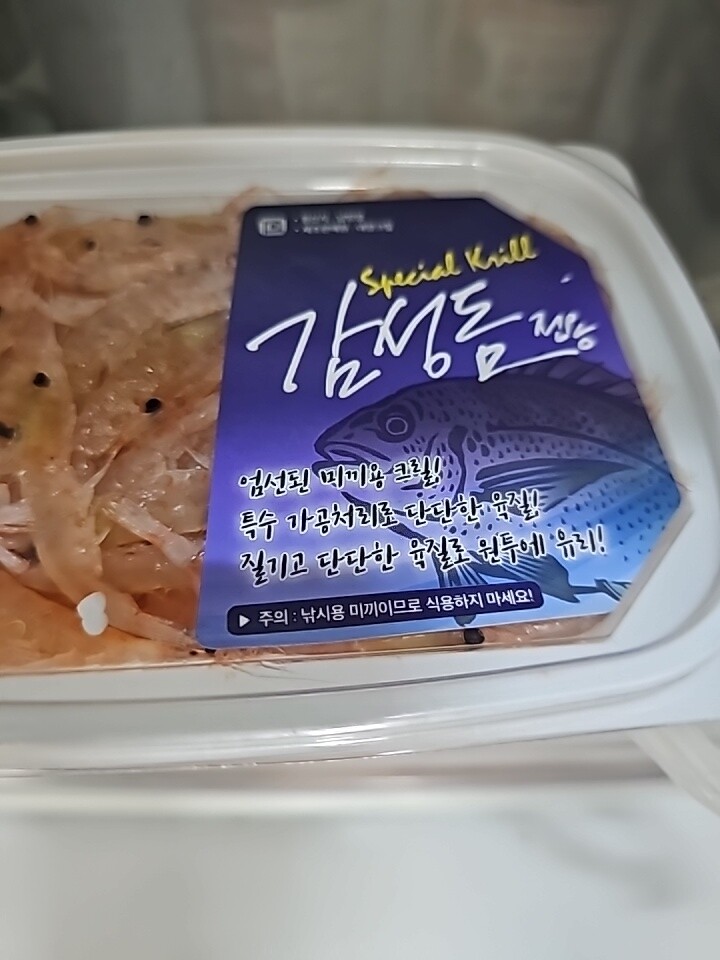 Special Krill
감성돔 전용
엄선된 미끼용 크릴!
특수 가공처리로 단단한 육질!
질기고 단단한 육질로 원투에 유리!
▶ 주의 : 낚시용 미끼이므로 식용하지 마세요!